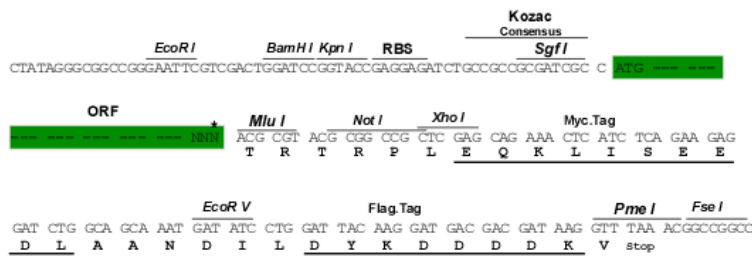 Kozac
Consensus
EcoR I BamH I Kpn I RBS Sgf I
CTATAGGGCGGCCGGGAATTCGTCGACTGGATCCGGTACCGAGGAGATCTGCCGCCGCGATCGC C ATG --- ---
ORF
--- --- --- --- --- --- NNN * Mlu I Not I Xho I Myc.Tag
ACG CGT ACG CGG CCG CTC GAG CAG AAA CTC ATC TCA GAA GAG
T R T R P L E Q K L I S E E
EcoR V Flag.Tag Pme I Fse I
GAT CTG GCA GCA AAT GAT ATC CTG GAT TAC AAG GAT GAC GAC GAT AAG GTT TAA ACGGCCGGCC
D L A A N D I L D Y K D D D D K V Stop